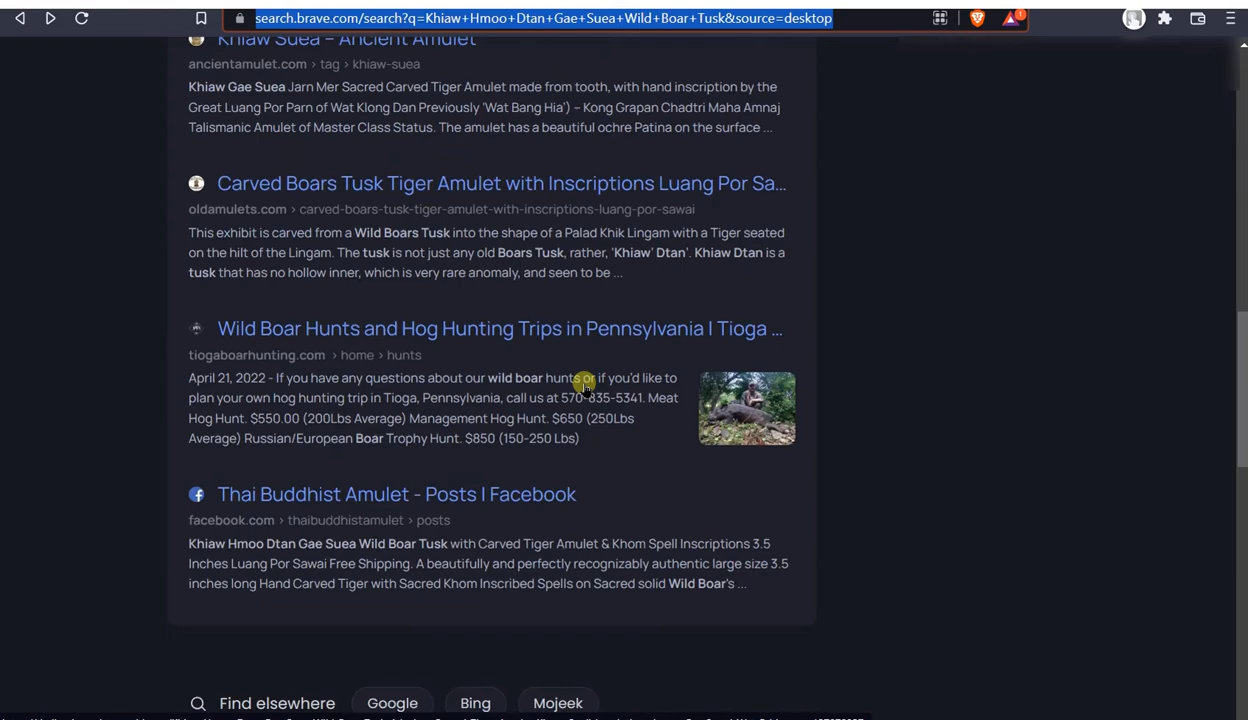 search.brave.com/search?q=Khiaw+Hmoo+Dtan+Gae+Suea+Wild+Boar+Tusk&source=desktop
1
Khiaw Suea – Ancient Amulet
ancientamulet.com › tag › khiaw-suea
Khiaw Gae Suea Jarn Mer Sacred Carved Tiger Amulet made from tooth, with hand inscription by the
Great Luang Por Parn of Wat Klong Dan Previously 'Wat Bang Hia') – Kong Grapan Chadtri Maha Amnaj
Talismanic Amulet of Master Class Status. The amulet has a beautiful ochre Patina on the surface ...
Carved Boars Tusk Tiger Amulet with Inscriptions Luang Por Sa...
oldamulets.com › carved-boars-tusk-tiger-amulet-with-inscriptions-luang-por-sawai
This exhibit is carved from a Wild Boars Tusk into the shape of a Palad Khik Lingam with a Tiger seated
on the hilt of the Lingam. The tusk is not just any old Boars Tusk, rather, 'Khiaw' Dtan'. Khiaw Dtan is a
tusk that has no hollow inner, which is very rare anomaly, and seen to be ...
Wild Boar Hunts and Hog Hunting Trips in Pennsylvania | Tioga ...
tiogaboarhunting.com › home › hunts
April 21, 2022 - If you have any questions about our wild boar hunts or if you'd like to
plan your own hog hunting trip in Tioga, Pennsylvania, call us at 570-835-5341. Meat
Hog Hunt. $550.00 (200Lbs Average) Management Hog Hunt. $650 (250Lbs
Average) Russian/European Boar Trophy Hunt. $850 (150-250 Lbs)
Thai Buddhist Amulet - Posts | Facebook
facebook.com › thaibuddhistamulet › posts
Khiaw Hmoo Dtan Gae Suea Wild Boar Tusk with Carved Tiger Amulet & Khom Spell Inscriptions 3.5
Inches Luang Por Sawai Free Shipping. A beautifully and perfectly recognizably authentic large size 3.5
inches long Hand Carved Tiger with Sacred Khom Inscribed Spells on Sacred solid Wild Boar's ...
Find elsewhere Google Bing Mojeek